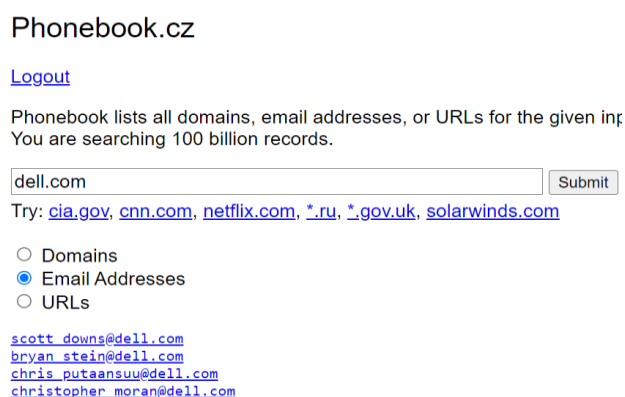 Phonebook.cz
Logout
Phonebook lists all domains, email addresses, or URLs for the given inp
You are searching 100 billion records.
dell.com Submit
Try: cia.gov, cnn.com, netflix.com, *.ru, *.gov.uk, solarwinds.com
Domains
Email Addresses
URLs
scott_downs@dell.com
bryan_stein@dell.com
chris_putaansuu@dell.com
christopher_moran@dell.com